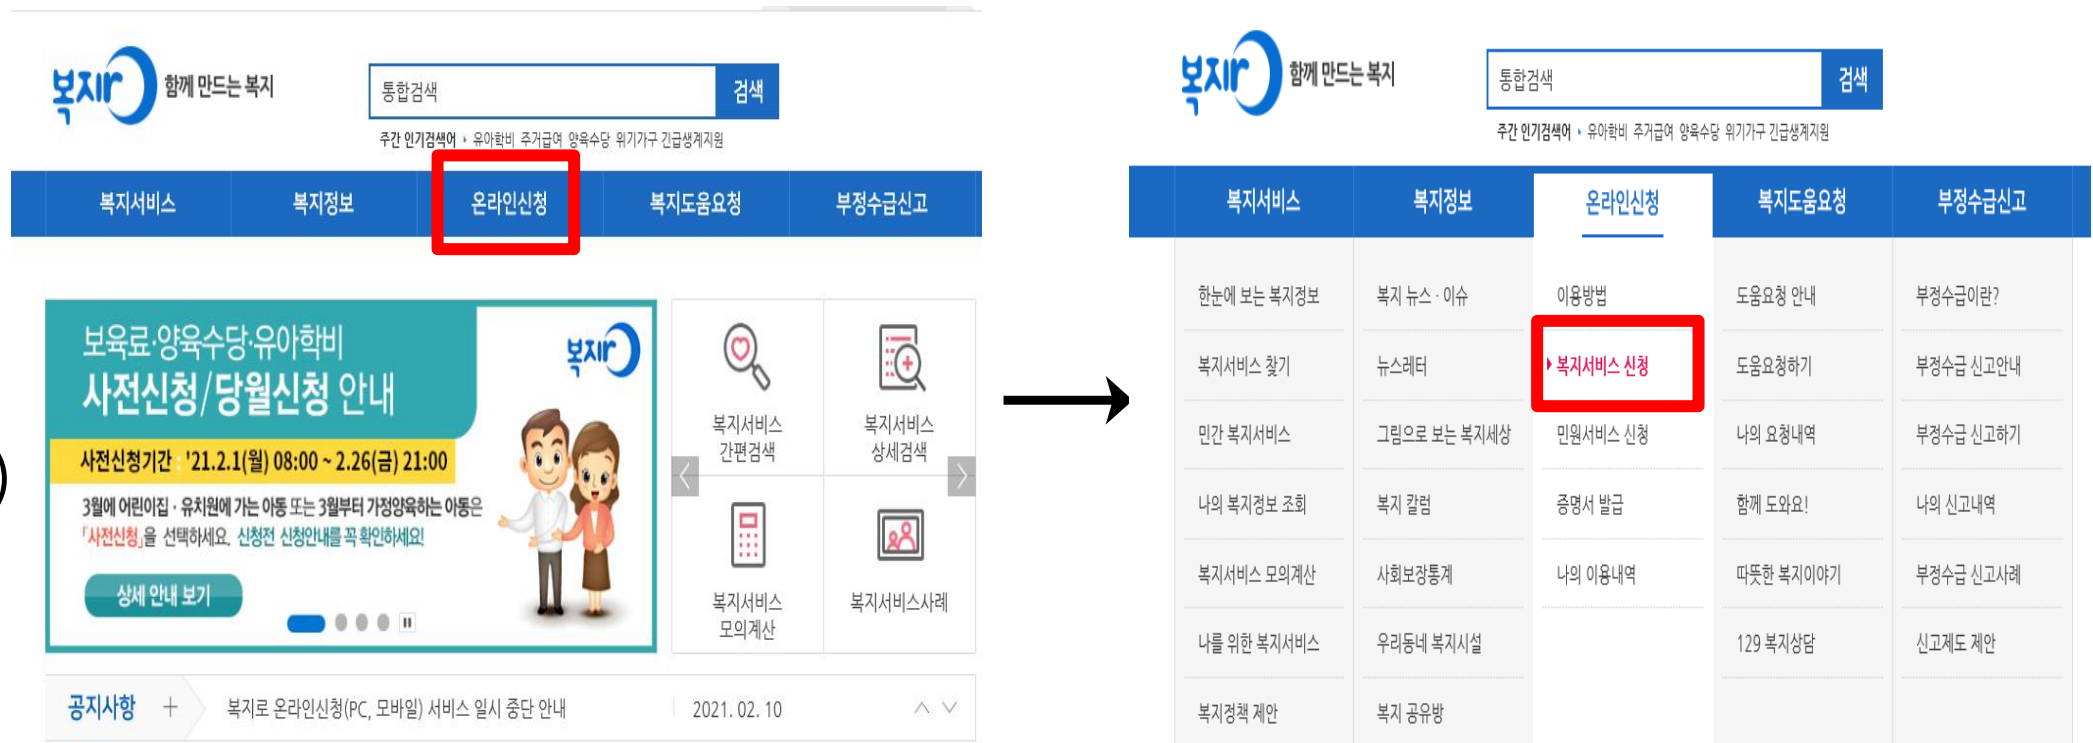 복지로 함께 만드는 복지
통합검색 검색
주간 인기검색어 유아학비 주거급여 양육수당 위기가구 긴급생계지원
복지서비스 복지정보 온라인신청 복지도움요청 부정수급신고
보육료·양육수당·유아학비
사전신청/당월신청 안내
사전신청기간 : '21.2.1(월) 08:00 ~ 2.26(금) 21:00
3월에 어린이집 · 유치원에 가는 아동 또는 3월부터 가정양육하는 아동은
「사전신청」을 선택하세요. 신청전 신청안내를 꼭 확인하세요!
상세 안내 보기
복지로
복지서비스
간편검색
복지서비스
상세검색
복지서비스
모의계산
복지서비스사례
공지사항 + 복지로 온라인신청(PC, 모바일) 서비스 일시 중단 안내 2021. 02. 10
복지로 함께 만드는 복지
통합검색 검색
주간 인기검색어 유아학비 주거급여 양육수당 위기가구 긴급생계지원
복지서비스 복지정보 온라인신청 복지도움요청 부정수급신고
한눈에 보는 복지정보 복지 뉴스 · 이슈 이용방법 도움요청 안내 부정수급이란?
복지서비스 찾기 뉴스레터 복지서비스 신청 도움요청하기 부정수급 신고안내
민간 복지서비스 그림으로 보는 복지세상 민원서비스 신청 나의 요청내역 부정수급 신고하기
나의 복지정보 조회 복지 칼럼 증명서 발급 함께 도와요! 나의 신고내역
복지서비스 모의계산 사회보장통계 나의 이용내역 따뜻한 복지이야기 부정수급 신고사례
나를 위한 복지서비스 우리동네 복지시설 129 복지상담 신고제도 제안
복지정책 제안 복지 공유방